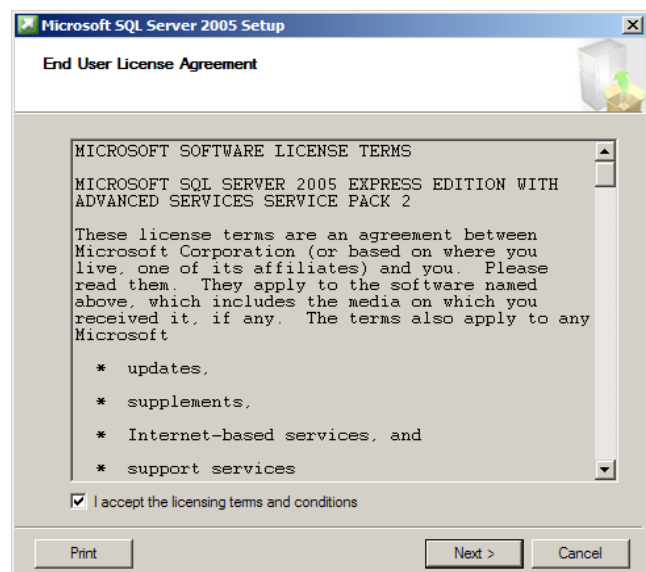 Microsoft SQL Server 2005 Setup
End User License Agreement
MICROSOFT SOFTWARE LICENSE TERMS
MICROSOFT SQL SERVER 2005 EXPRESS EDITION WITH
ADVANCED SERVICES SERVICE PACK 2
These license terms are an agreement between
Microsoft Corporation (or based on where you
live, one of its affiliates) and you.  Please
read them.  They apply to the software named
above, which includes the media on which you
received it, if any.  The terms also apply to any
Microsoft
* updates,
* supplements,
* Internet-based services, and
* support services
I accept the licensing terms and conditions
Print
Next >
Cancel